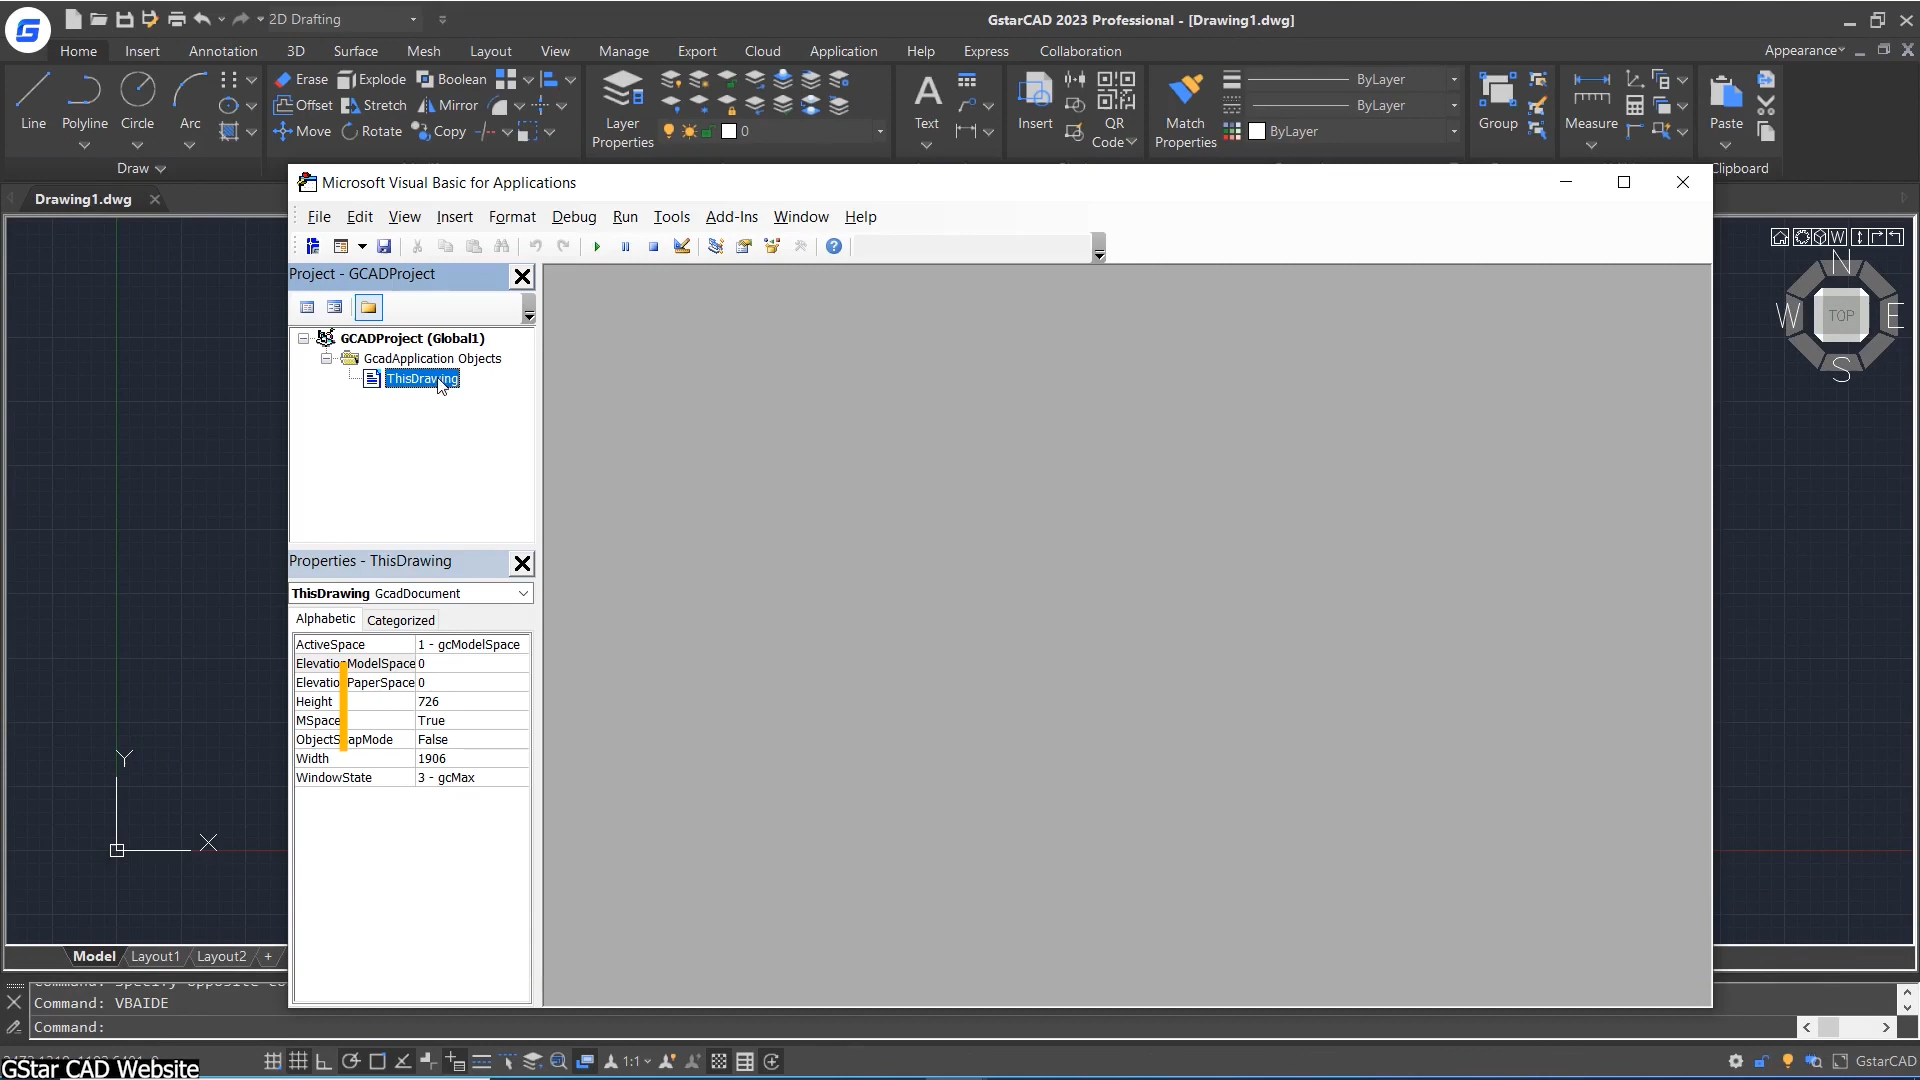 2D Drafting
GstarCAD 2023 Professional - [Drawing1.dwg]
Home Insert Annotation 3D Surface Mesh Layout View Manage Export Cloud Application Help Express Collaboration Appearance
Erase Explode Boolean
Offset Stretch Mirror
Move Rotate Copy
Line Polyline Circle Arc
Draw
Layer
Properties
0
Text
Insert
QR
Code
Match
Properties
ByLayer
ByLayer
ByLayer
Group
Measure
Paste
Clipboard
Drawing1.dwg
Microsoft Visual Basic for Applications
File Edit View Insert Format Debug Run Tools Add-Ins Window Help
Project - GCADProject
GCADProject (Global1)
GcadApplication Objects
ThisDrawing
Properties - ThisDrawing
ThisDrawing GcadDocument
Alphabetic Categorized
ActiveSpace 1 - gcModelSpace
ElevationModelSpace 0
ElevationPaperSpace 0
Height 726
MSpace True
ObjectSnapMode False
Width 1906
WindowState 3 - gcMax
W
N
W TOP E
S
Y
X
Model Layout1 Layout2 +
Command: VBAIDE
Command:
GStar CAD Website
1:1
GstarCAD